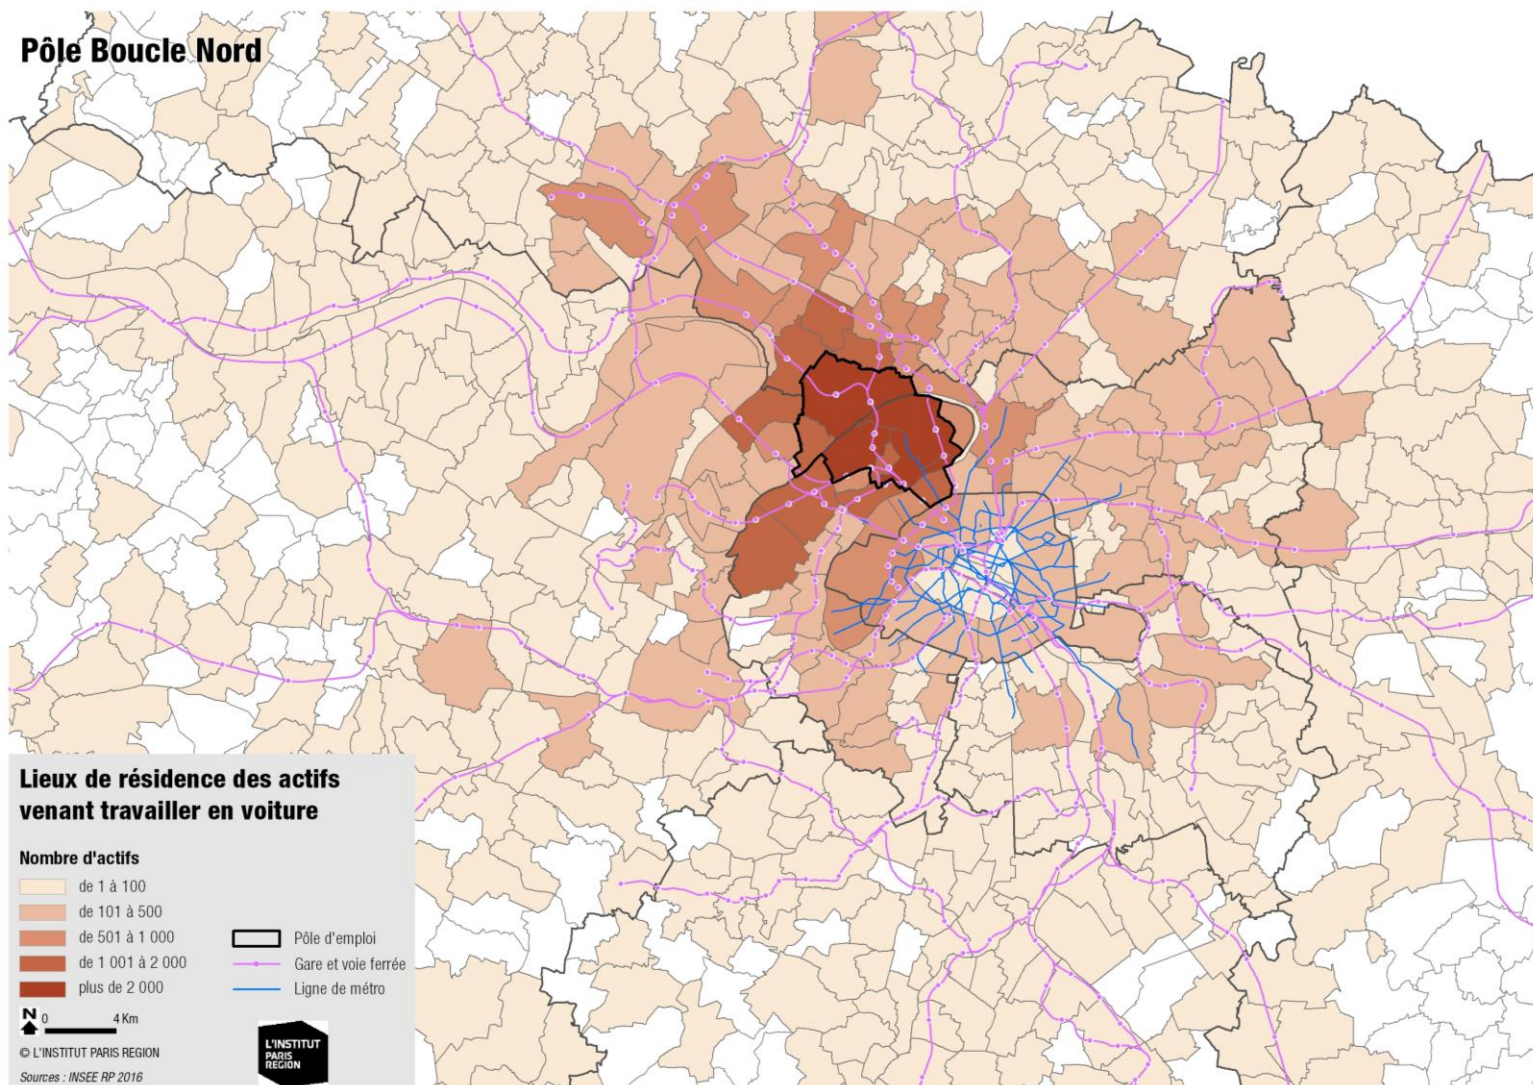 Pôle Boucle Nord
Lieux de résidence des actifs
venant travailler en voiture
Nombre d'actifs
de 1 à 100
de 101 à 500
de 501 à 1 000
de 1 001 à 2 000
plus de 2 000
Pôle d'emploi
Gare et voie ferrée
Ligne de métro
N
0 4 Km
© L'INSTITUT PARIS REGION
Sources : INSEE RP 2016
L'INSTITUT
PARIS
REGION